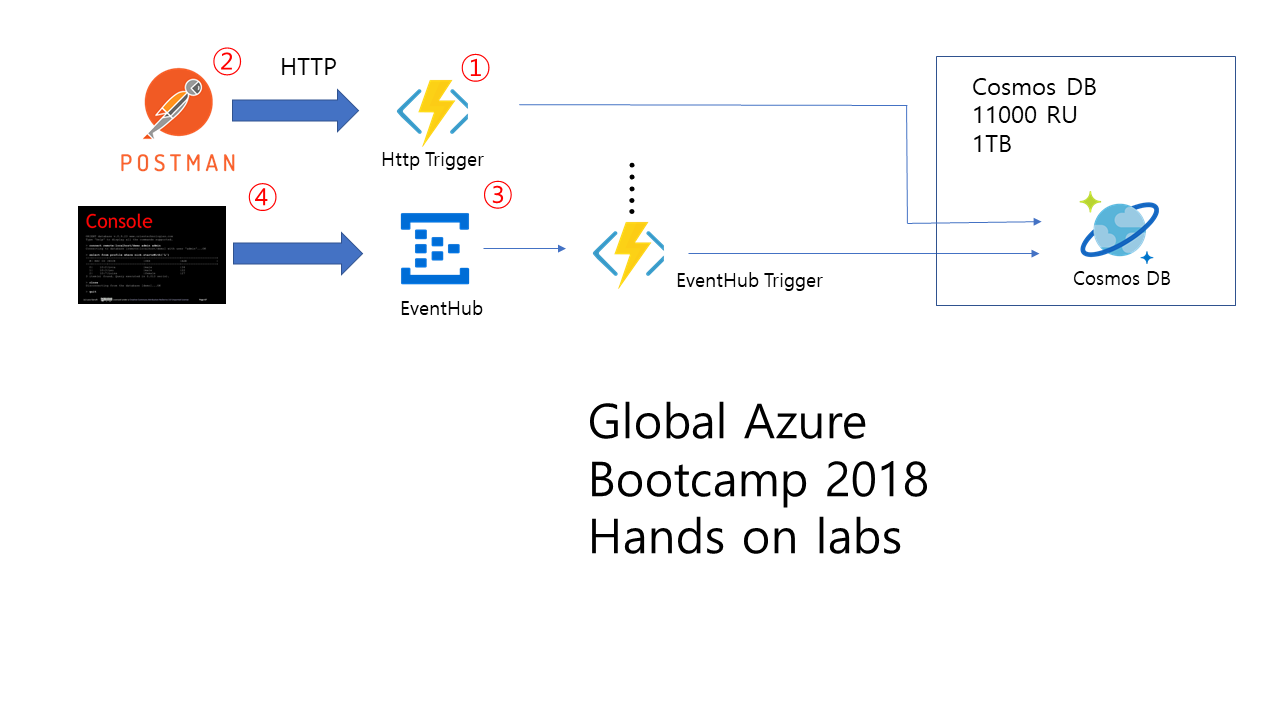 ②
HTTP
①
POSTMAN
Http Trigger
Cosmos DB
11000 RU
1TB
④
Console
③
EventHub
EventHub Trigger
Cosmos DB
Global Azure
Bootcamp 2018
Hands on labs